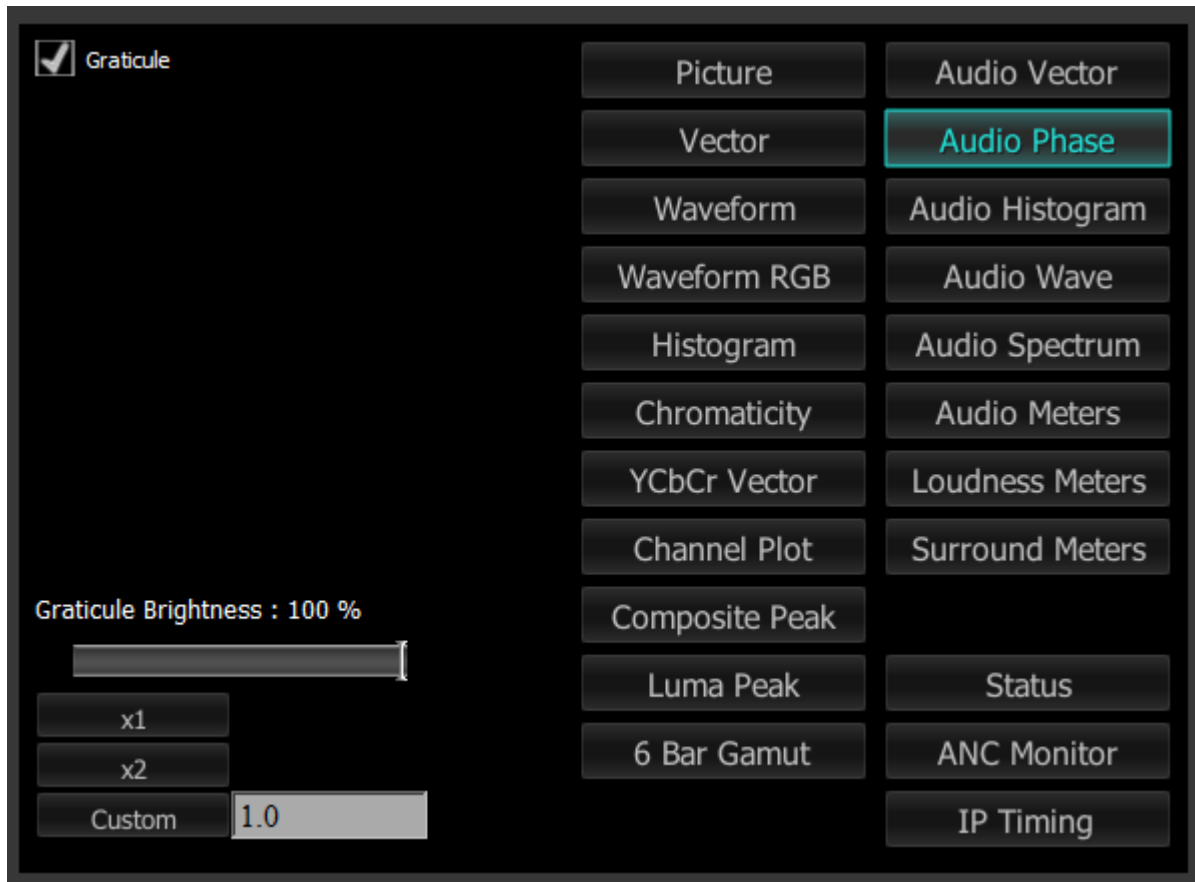 Graticule
Picture
Audio Vector
Vector
Audio Phase
Waveform
Audio Histogram
Waveform RGB
Audio Wave
Histogram
Audio Spectrum
Chromaticity
Audio Meters
YCbCr Vector
Loudness Meters
Channel Plot
Surround Meters
Graticule Brightness : 100 %
Composite Peak
Luma Peak
Status
x1
6 Bar Gamut
ANC Monitor
x2
Custom
1.0
IP Timing